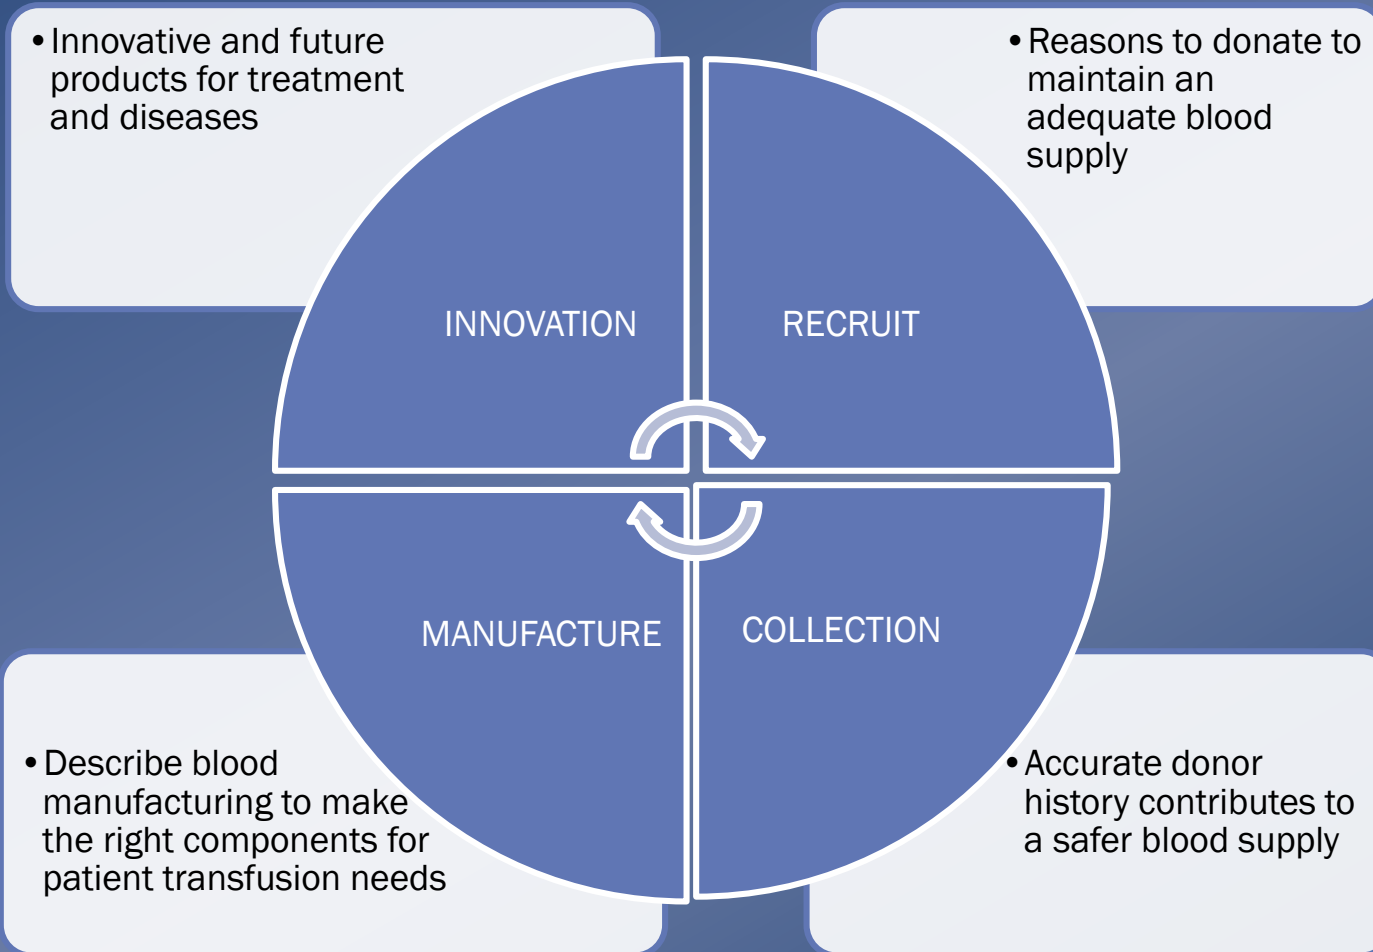 •Innovative and future
products for treatment
and diseases
•Reasons to donate to
maintain an
adequate blood
supply
INNOVATION
RECRUIT
MANUFACTURE
COLLECTION
•Describe blood
manufacturing to make
the right components for
patient transfusion needs
•Accurate donor
history contributes to
a safer blood supply